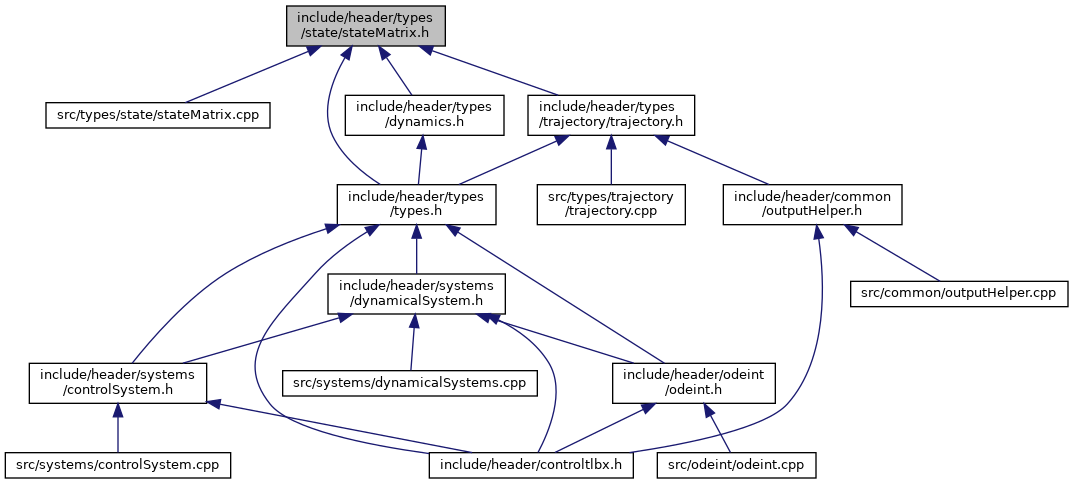 include/header/types
/state/stateMatrix.h
src/types/state/stateMatrix.cpp
include/header/types
/dynamics.h
include/header/types
/trajectory/trajectory.h
include/header/types
/types.h
src/types/trajectory
/trajectory.cpp
include/header/common
/outputHelper.h
include/header/systems
/dynamicalSystem.h
src/common/outputHelper.cpp
include/header/systems
/controlSystem.h
src/systems/dynamicalSystems.cpp
include/header/odeint
/odeint.h
src/systems/controlSystem.cpp
include/header/controltlbx.h
src/odeint/odeint.cpp